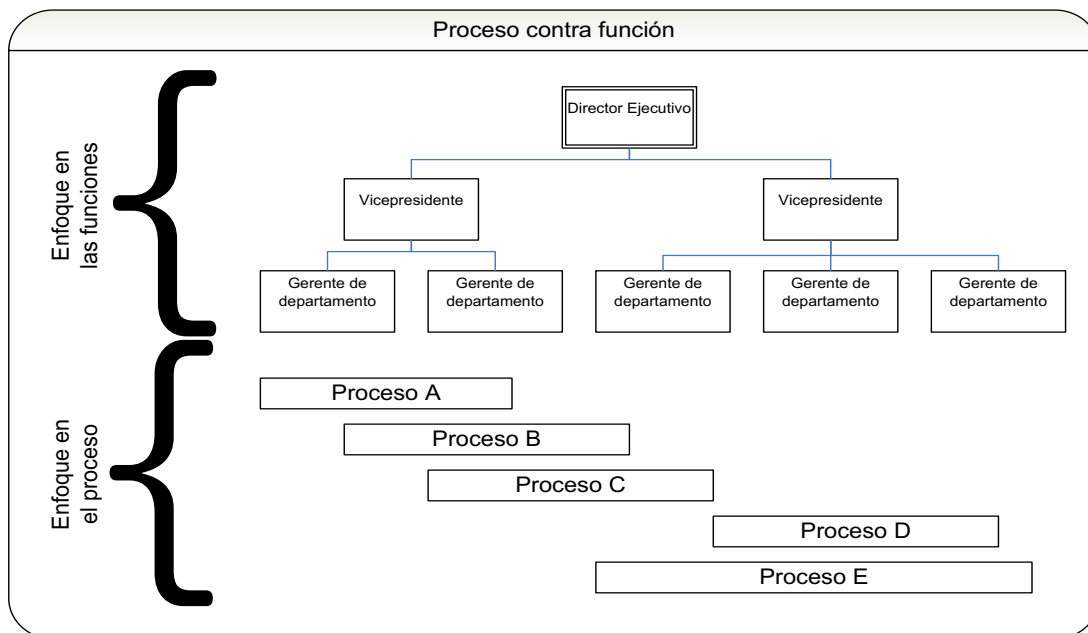 Proceso contra función
Enfoque en
las funciones
Director Ejecutivo
Vicepresidente
Vicepresidente
Gerente de
departamento
Gerente de
departamento
Gerente de
departamento
Gerente de
departamento
Gerente de
departamento
Enfoque en
el proceso
Proceso A
Proceso B
Proceso C
Proceso D
Proceso E